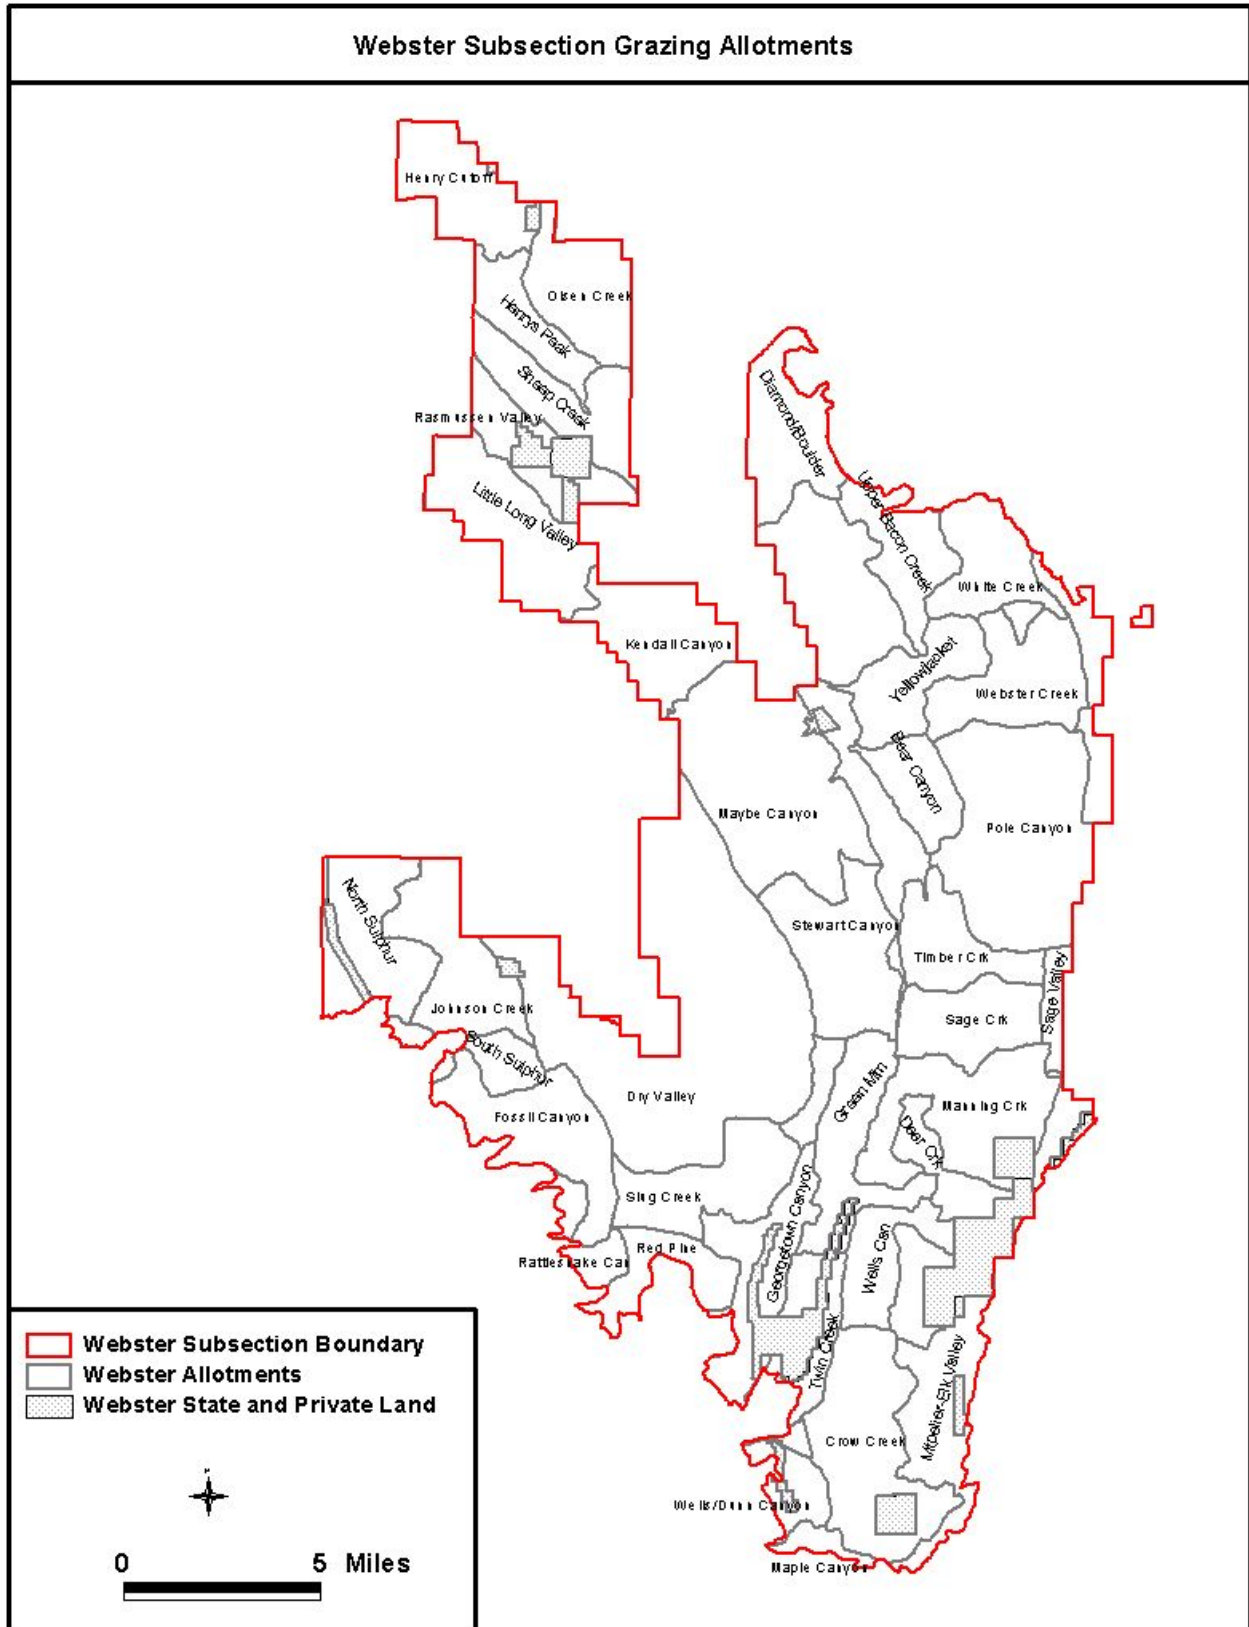 Webster Subsection Grazing Allotments
Henry Cutoff
Olsen Creek
Henrys Peak
Sheep Creek
Rasmussen Valley
Little Long Valley
Diamond/Boulder
Upper Bacon Creek
White Creek
Kendall Canyon
Yellowjacket
Webster Creek
Bear Canyon
Maybe Canyon
Pole Canyon
North Sulphur
Stewart Canyon
Timber Crk
Sage Valley
Johnson Creek
Sage Crk
South Sulphur
Green Mtn
Dry Valley
Manning Crk
Fossil Canyon
Deer Crk
Slug Creek
Georgetown Canyon
Red Pine
Rattlesnake Can
Wells Can
Twin Creek
Mtpelier-Elk Valley
Crow Creek
Wells/Dunn Canyon
Maple Canyon
Webster Subsection Boundary
Webster Allotments
Webster State and Private Land
0 5 Miles